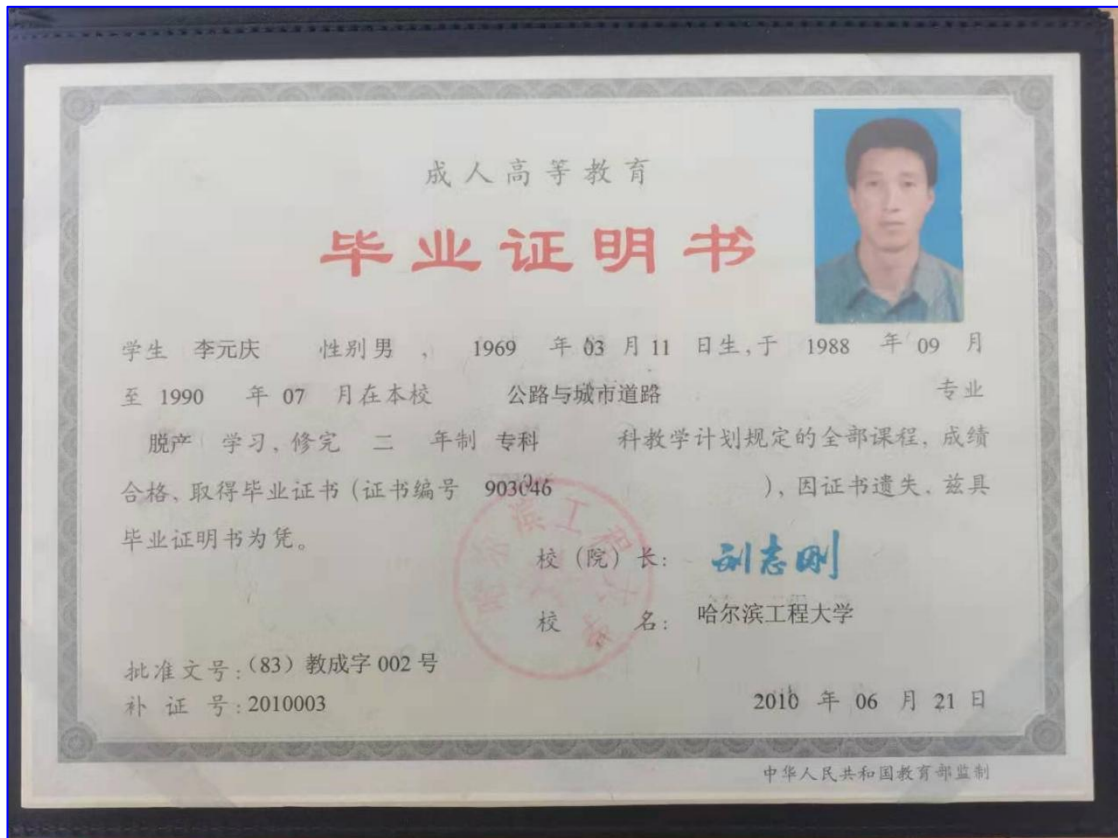 成人高等教育
毕业证明书
学生 李元庆 性别 男 , 1969 年 03 月 11 日生,于 1988 年 09 月
至 1990 年 07 月在本校 公路与城市道路 专业
脱产 学习,修完 二 年制 专科 科教学计划规定的全部课程,成绩
合格,取得毕业证书(证书编号 903046 ),因证书遗失,兹具
毕业证明书为凭。
校(院)长: 刘志刚
校 名: 哈尔滨工程大学
批准文号:(83)教成字 002 号
补 证 号:2010003
2010 年 06 月 21 日
中华人民共和国教育部监制